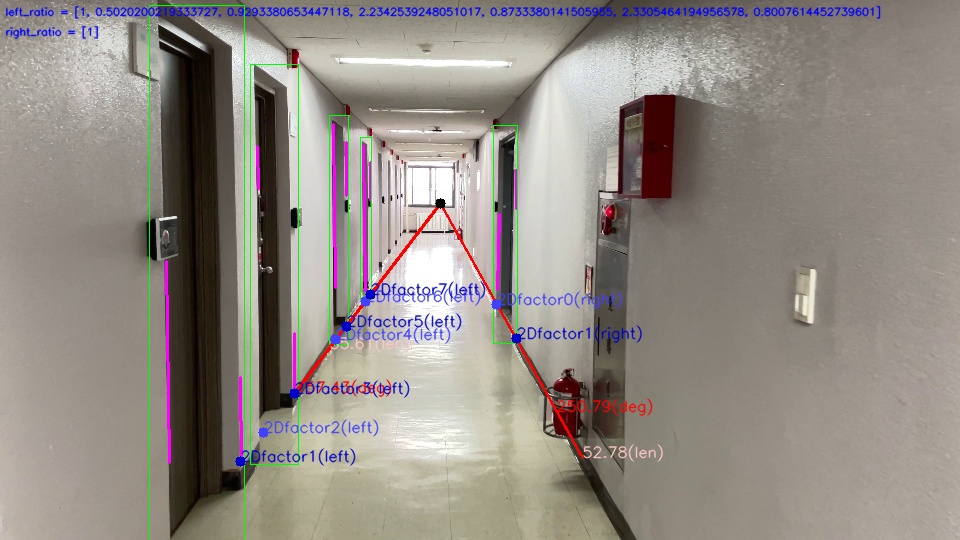 left_ratio = [1, 0.5020200219333727, 0.9293380653447118, 2.2342539248051017, 0.8733380141505965, 2.3305464194956578, 0.8007614452739601]
right_ratio = [1]
2Dfactor7(left)
2Dfactor6(left)
2Dfactor0(right)
2Dfactor5(left)
2Dfactor4(left)
2Dfactor1(right)
2Dfactor3(left)
250.79(deg)
2Dfactor2(left)
52.78(len)
2Dfactor1(left)